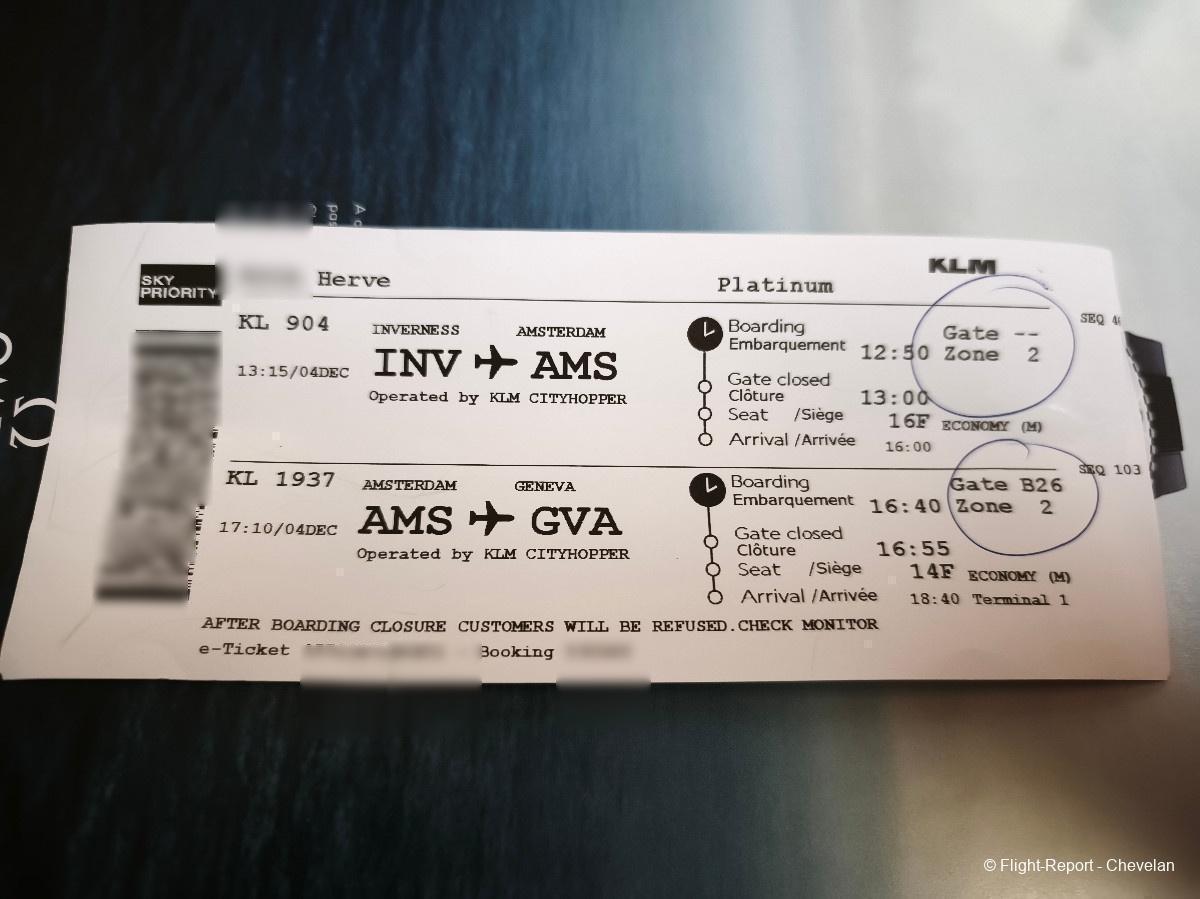 SKY
PRIORITY
Herve
Platinum
KLM
KL 904
INVERNESS AMSTERDAM
13:15/04DEC
INV AMS
Operated by KLM CITYHOPPER
Boarding
Embarquement 12:50
Gate closed
Clôture 13:00
Seat /Siège 16F ECONOMY (M)
Arrival /Arrivée 16:00
Gate --
Zone 2
SEQ
KL 1937
AMSTERDAM GENEVA
17:10/04DEC
AMS GVA
Operated by KLM CITYHOPPER
Boarding
Embarquement 16:40
Gate closed
Clôture 16:55
Seat /Siège 14F ECONOMY (M)
Arrival /Arrivée 18:40 Terminal 1
Gate B26
Zone 2
SEQ 103
AFTER BOARDING CLOSURE CUSTOMERS WILL BE REFUSED.CHECK MONITOR
e-Ticket - Booking
© Flight-Report - Chevelan